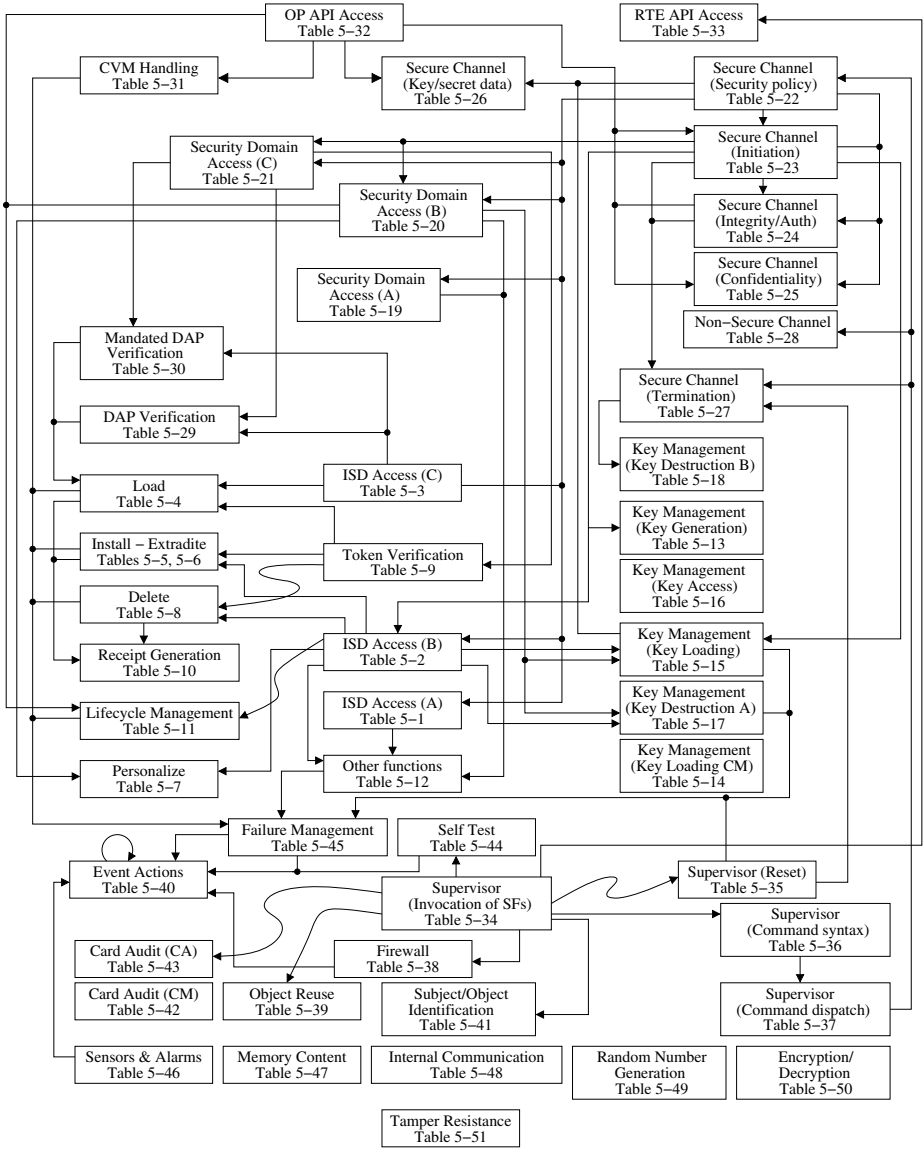 OP API Access
Table 5−32
RTE API Access
Table 5−33
CVM Handling
Table 5−31
Secure Channel
(Key/secret data)
Table 5−26
Secure Channel
(Security policy)
Table 5−22
Secure Channel
(Initiation)
Table 5−23
Security Domain
Access (C)
Table 5−21
Security Domain
Access (B)
Table 5−20
Secure Channel
(Integrity/Auth)
Table 5−24
Security Domain
Access (A)
Table 5−19
Secure Channel
(Confidentiality)
Table 5−25
Non−Secure Channel
Table 5−28
Mandated DAP
Verification
Table 5−30
Secure Channel
(Termination)
Table 5−27
DAP Verification
Table 5−29
Key Management
(Key Destruction B)
Table 5−18
Load
Table 5−4
ISD Access (C)
Table 5−3
Key Management
(Key Generation)
Table 5−13
Install − Extradite
Tables 5−5, 5−6
Token Verification
Table 5−9
Key Management
(Key Access)
Table 5−16
Delete
Table 5−8
Receipt Generation
Table 5−10
ISD Access (B)
Table 5−2
Key Management
(Key Loading)
Table 5−15
Lifecycle Management
Table 5−11
ISD Access (A)
Table 5−1
Key Management
(Key Destruction A)
Table 5−17
Personalize
Table 5−7
Other functions
Table 5−12
Key Management
(Key Loading CM)
Table 5−14
Failure Management
Table 5−45
Self Test
Table 5−44
Event Actions
Table 5−40
Supervisor
(Invocation of SFs)
Table 5−34
Supervisor (Reset)
Table 5−35
Supervisor
(Command syntax)
Table 5−36
Card Audit (CA)
Table 5−43
Firewall
Table 5−38
Card Audit (CM)
Table 5−42
Object Reuse
Table 5−39
Subject/Object
Identification
Table 5−41
Supervisor
(Command dispatch)
Table 5−37
Sensors & Alarms
Table 5−46
Memory Content
Table 5−47
Internal Communication
Table 5−48
Random Number
Generation
Table 5−49
Encryption/
Decryption
Table 5−50
Tamper Resistance
Table 5−51